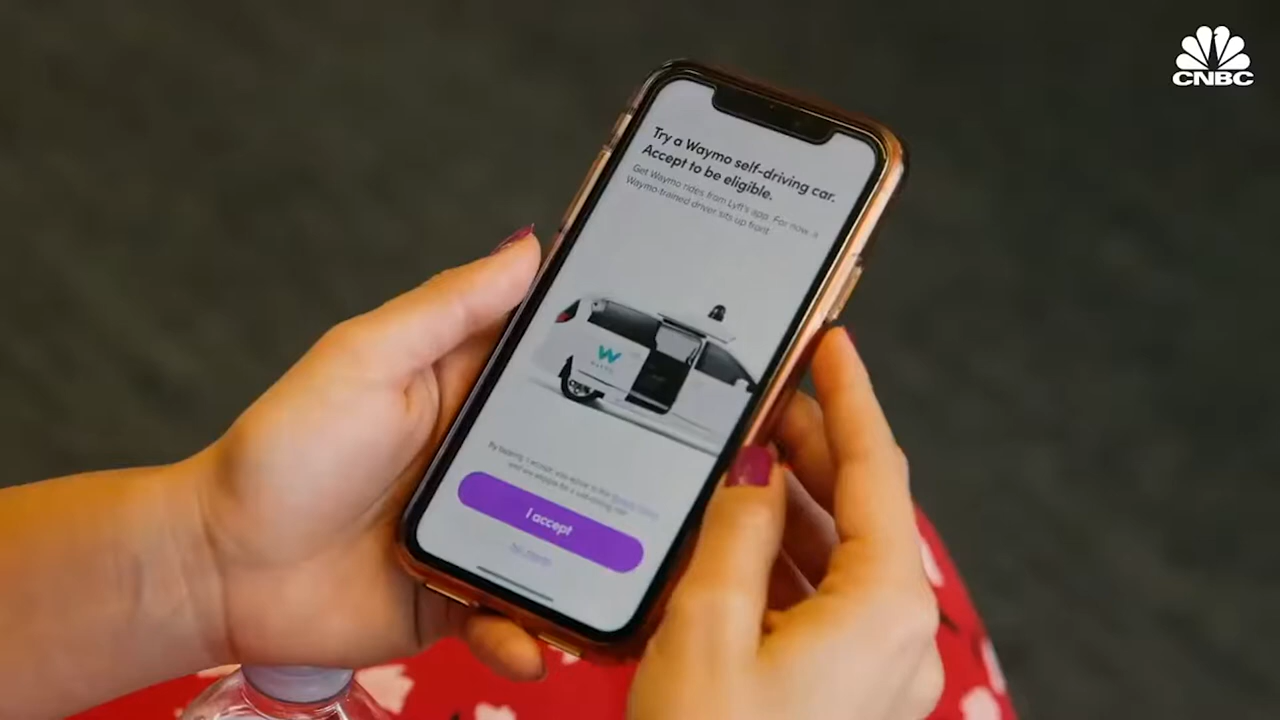 CNBC
Try a Waymo self-driving car.
Accept to be eligible.
Get Waymo rides from Lyft's app. For now, a
Waymo-trained driver sits up front
W
WAYMO
I accept